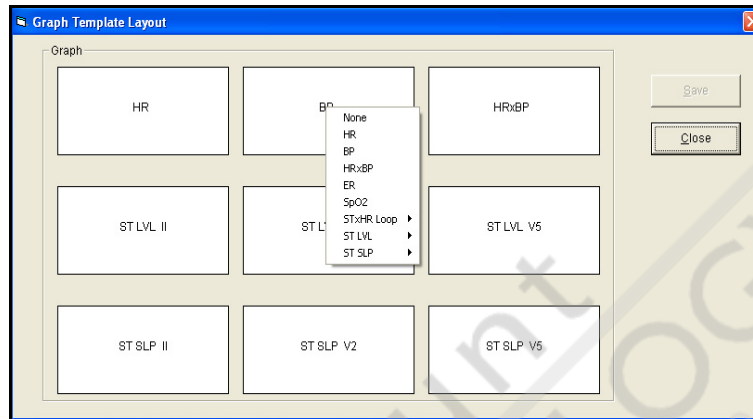 Graph Template Layout
Graph
HR
BP
HRxBP
Save
Close
None
HR
BP
HRxBP
ER
SpO2
STxHR Loop
ST LVL
ST SLP
ST LVL II
ST LVL V5
ST SLP II
ST SLP V2
ST SLP V5